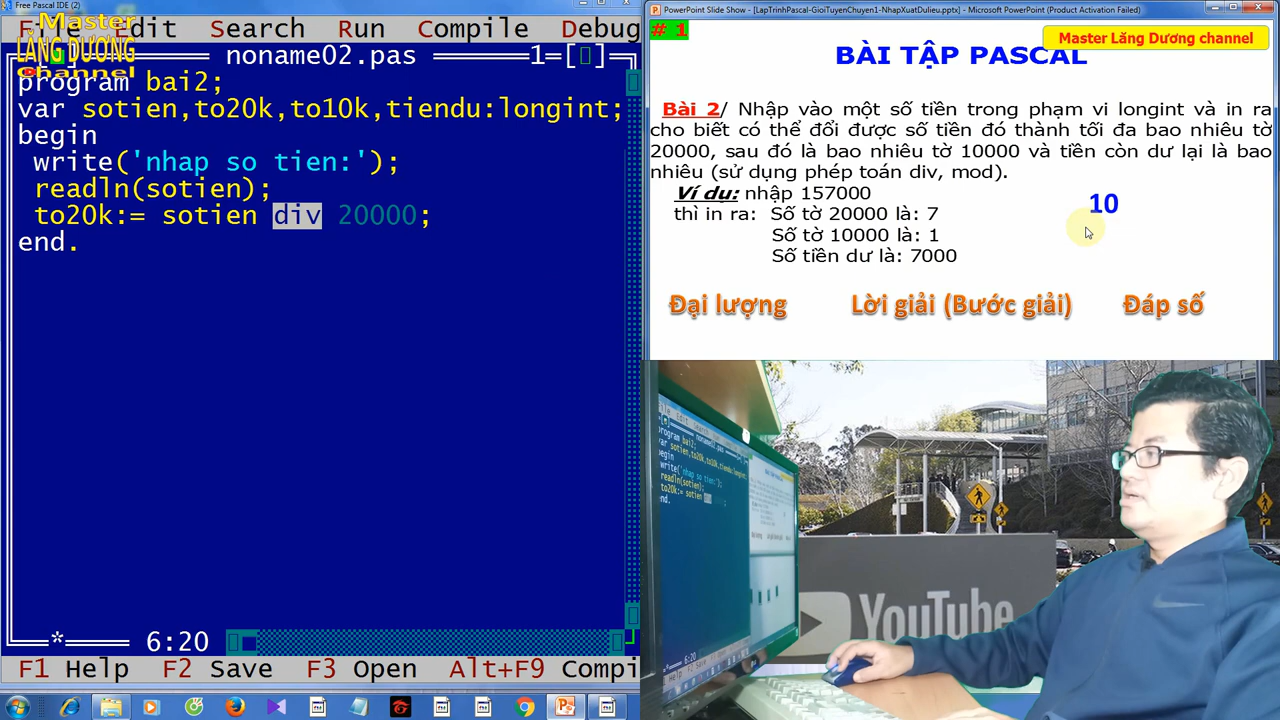 Free Pascal IDE (2)
File Edit Search Run Compile Debug
Master
LĂNG DƯƠNG
Channel
noname02.pas 1=[ ]
program bai2;
var sotien,to20k,to10k,tiendu:longint;
begin
write('nhap so tien:');
readln(sotien);
to20k:= sotien div 20000;
end.
* 6:20
F1 Help F2 Save F3 Open Alt+F9 Compi
PowerPoint Slide Show - [LapTrinhPascal-GioiTuyenChuyen1-NhapXuatDulieu.pptx] - Microsoft PowerPoint (Product Activation Failed)
# 1
Master Lăng Dương channel
BÀI TẬP PASCAL
Bài 2/ Nhập vào một số tiền trong phạm vi longint và in ra
cho biết có thể đổi được số tiền đó thành tối đa bao nhiêu tờ
20000, sau đó là bao nhiêu tờ 10000 và tiền còn dư lại là bao
nhiêu (sử dụng phép toán div, mod).
Ví dụ: nhập 157000
thì in ra: Số tờ 20000 là: 7
Số tờ 10000 là: 1
Số tiền dư là: 7000
10
Đại lượng Lời giải (Bước giải) Đáp số
YouTube